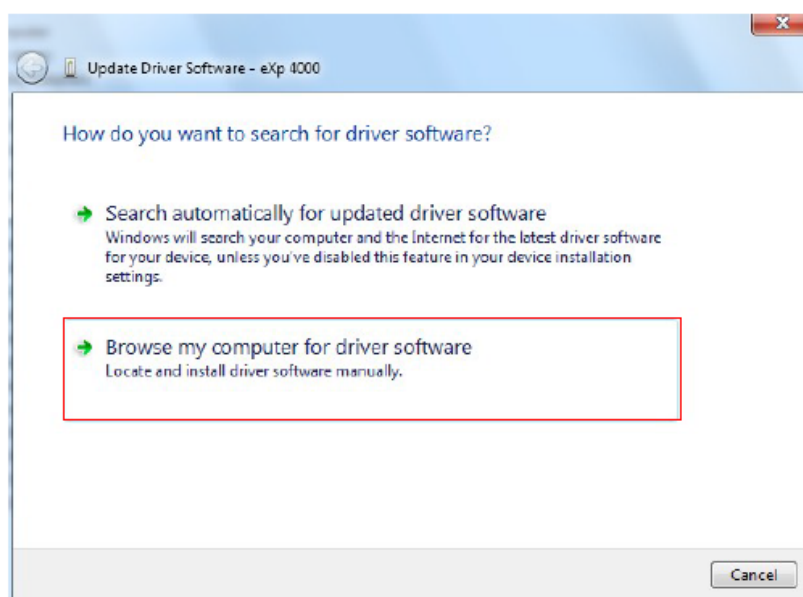 Update Driver Software - eXp 4000
How do you want to search for driver software?
Search automatically for updated driver software
Windows will search your computer and the Internet for the latest driver software
for your device, unless you've disabled this feature in your device installation
settings.
Browse my computer for driver software
Locate and install driver software manually.
Cancel